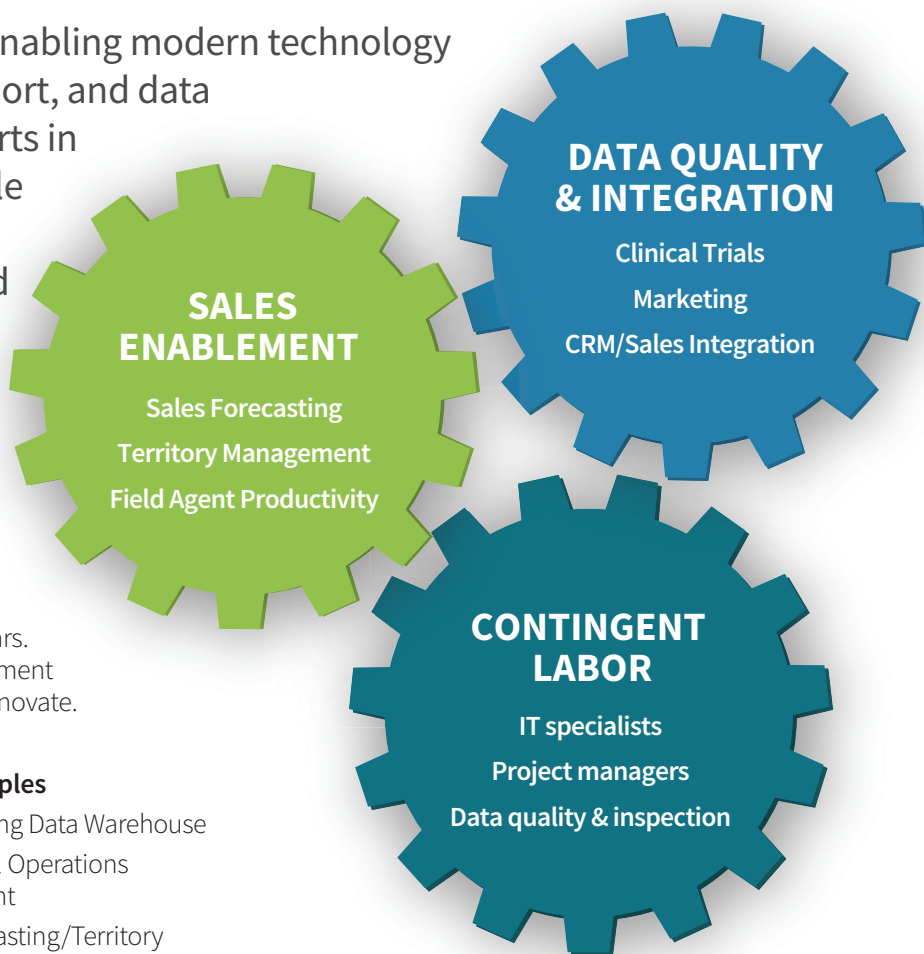 nabling modern technology
ort, and data
rts in
le
d
SALES
ENABLEMENT
Sales Forecasting
Territory Management
Field Agent Productivity
DATA QUALITY
& INTEGRATION
Clinical Trials
Marketing
CRM/Sales Integration
CONTINGENT
LABOR
IT specialists
Project managers
Data quality & inspection
ars.
ment
novate.
ples
ng Data Warehouse
Operations
nt
asting/Territory